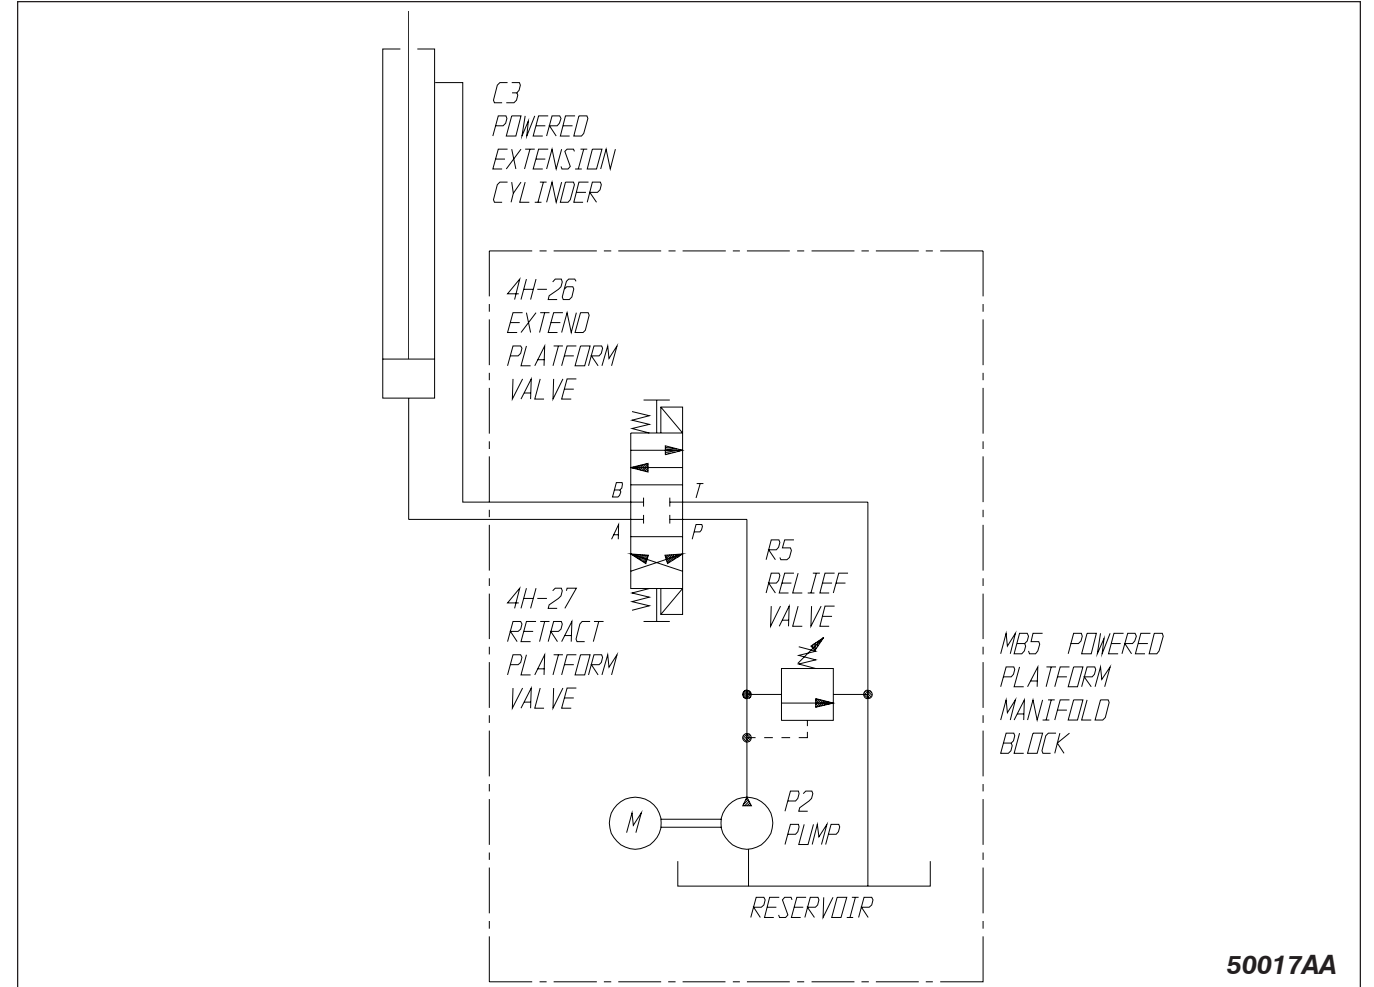 C3
POWERED
EXTENSION
CYLINDER
4H-26
EXTEND
PLATFORM
VALVE
B
T
A
P
R5
RELIEF
VALVE
4H-27
RETRACT
PLATFORM
VALVE
MB5 POWERED
PLATFORM
MANIFOLD
BLOCK
M
P2
PUMP
RESERVOIR
50017AA